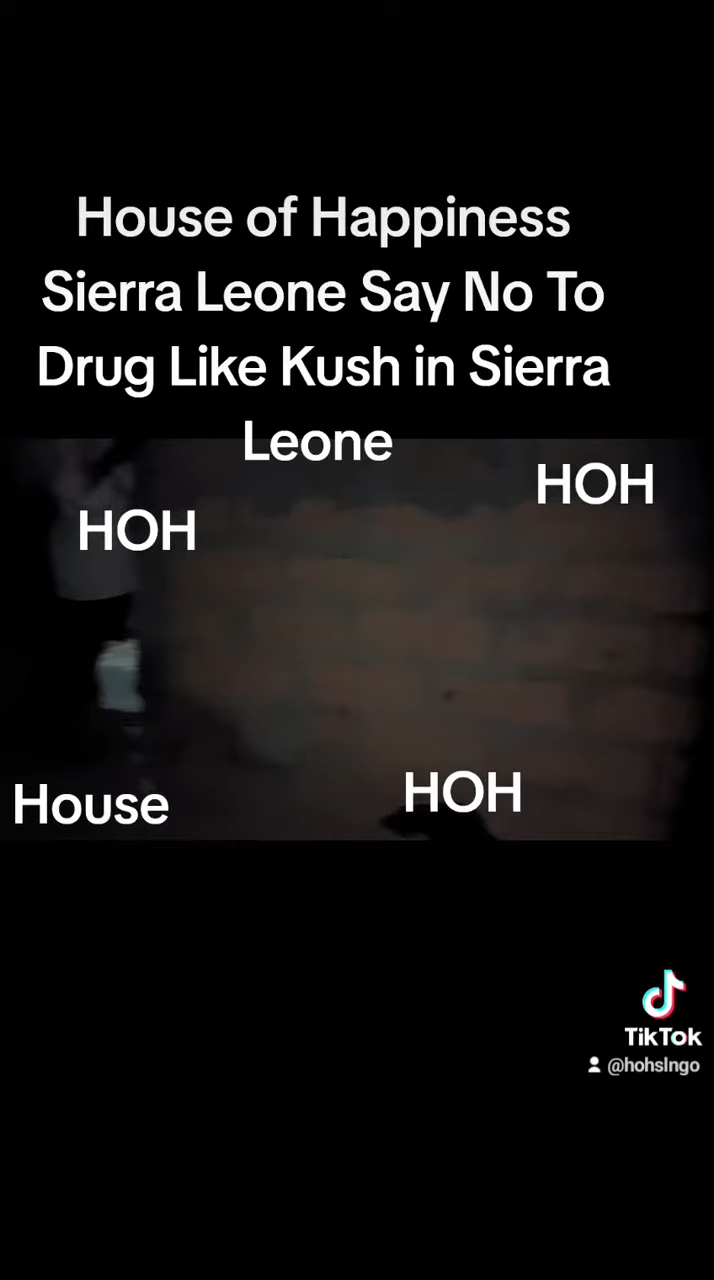 House of Happiness
Sierra Leone Say No To
Drug Like Kush in Sierra
Leone
HOH
HOH
House
HOH
TikTok
@hohslngo